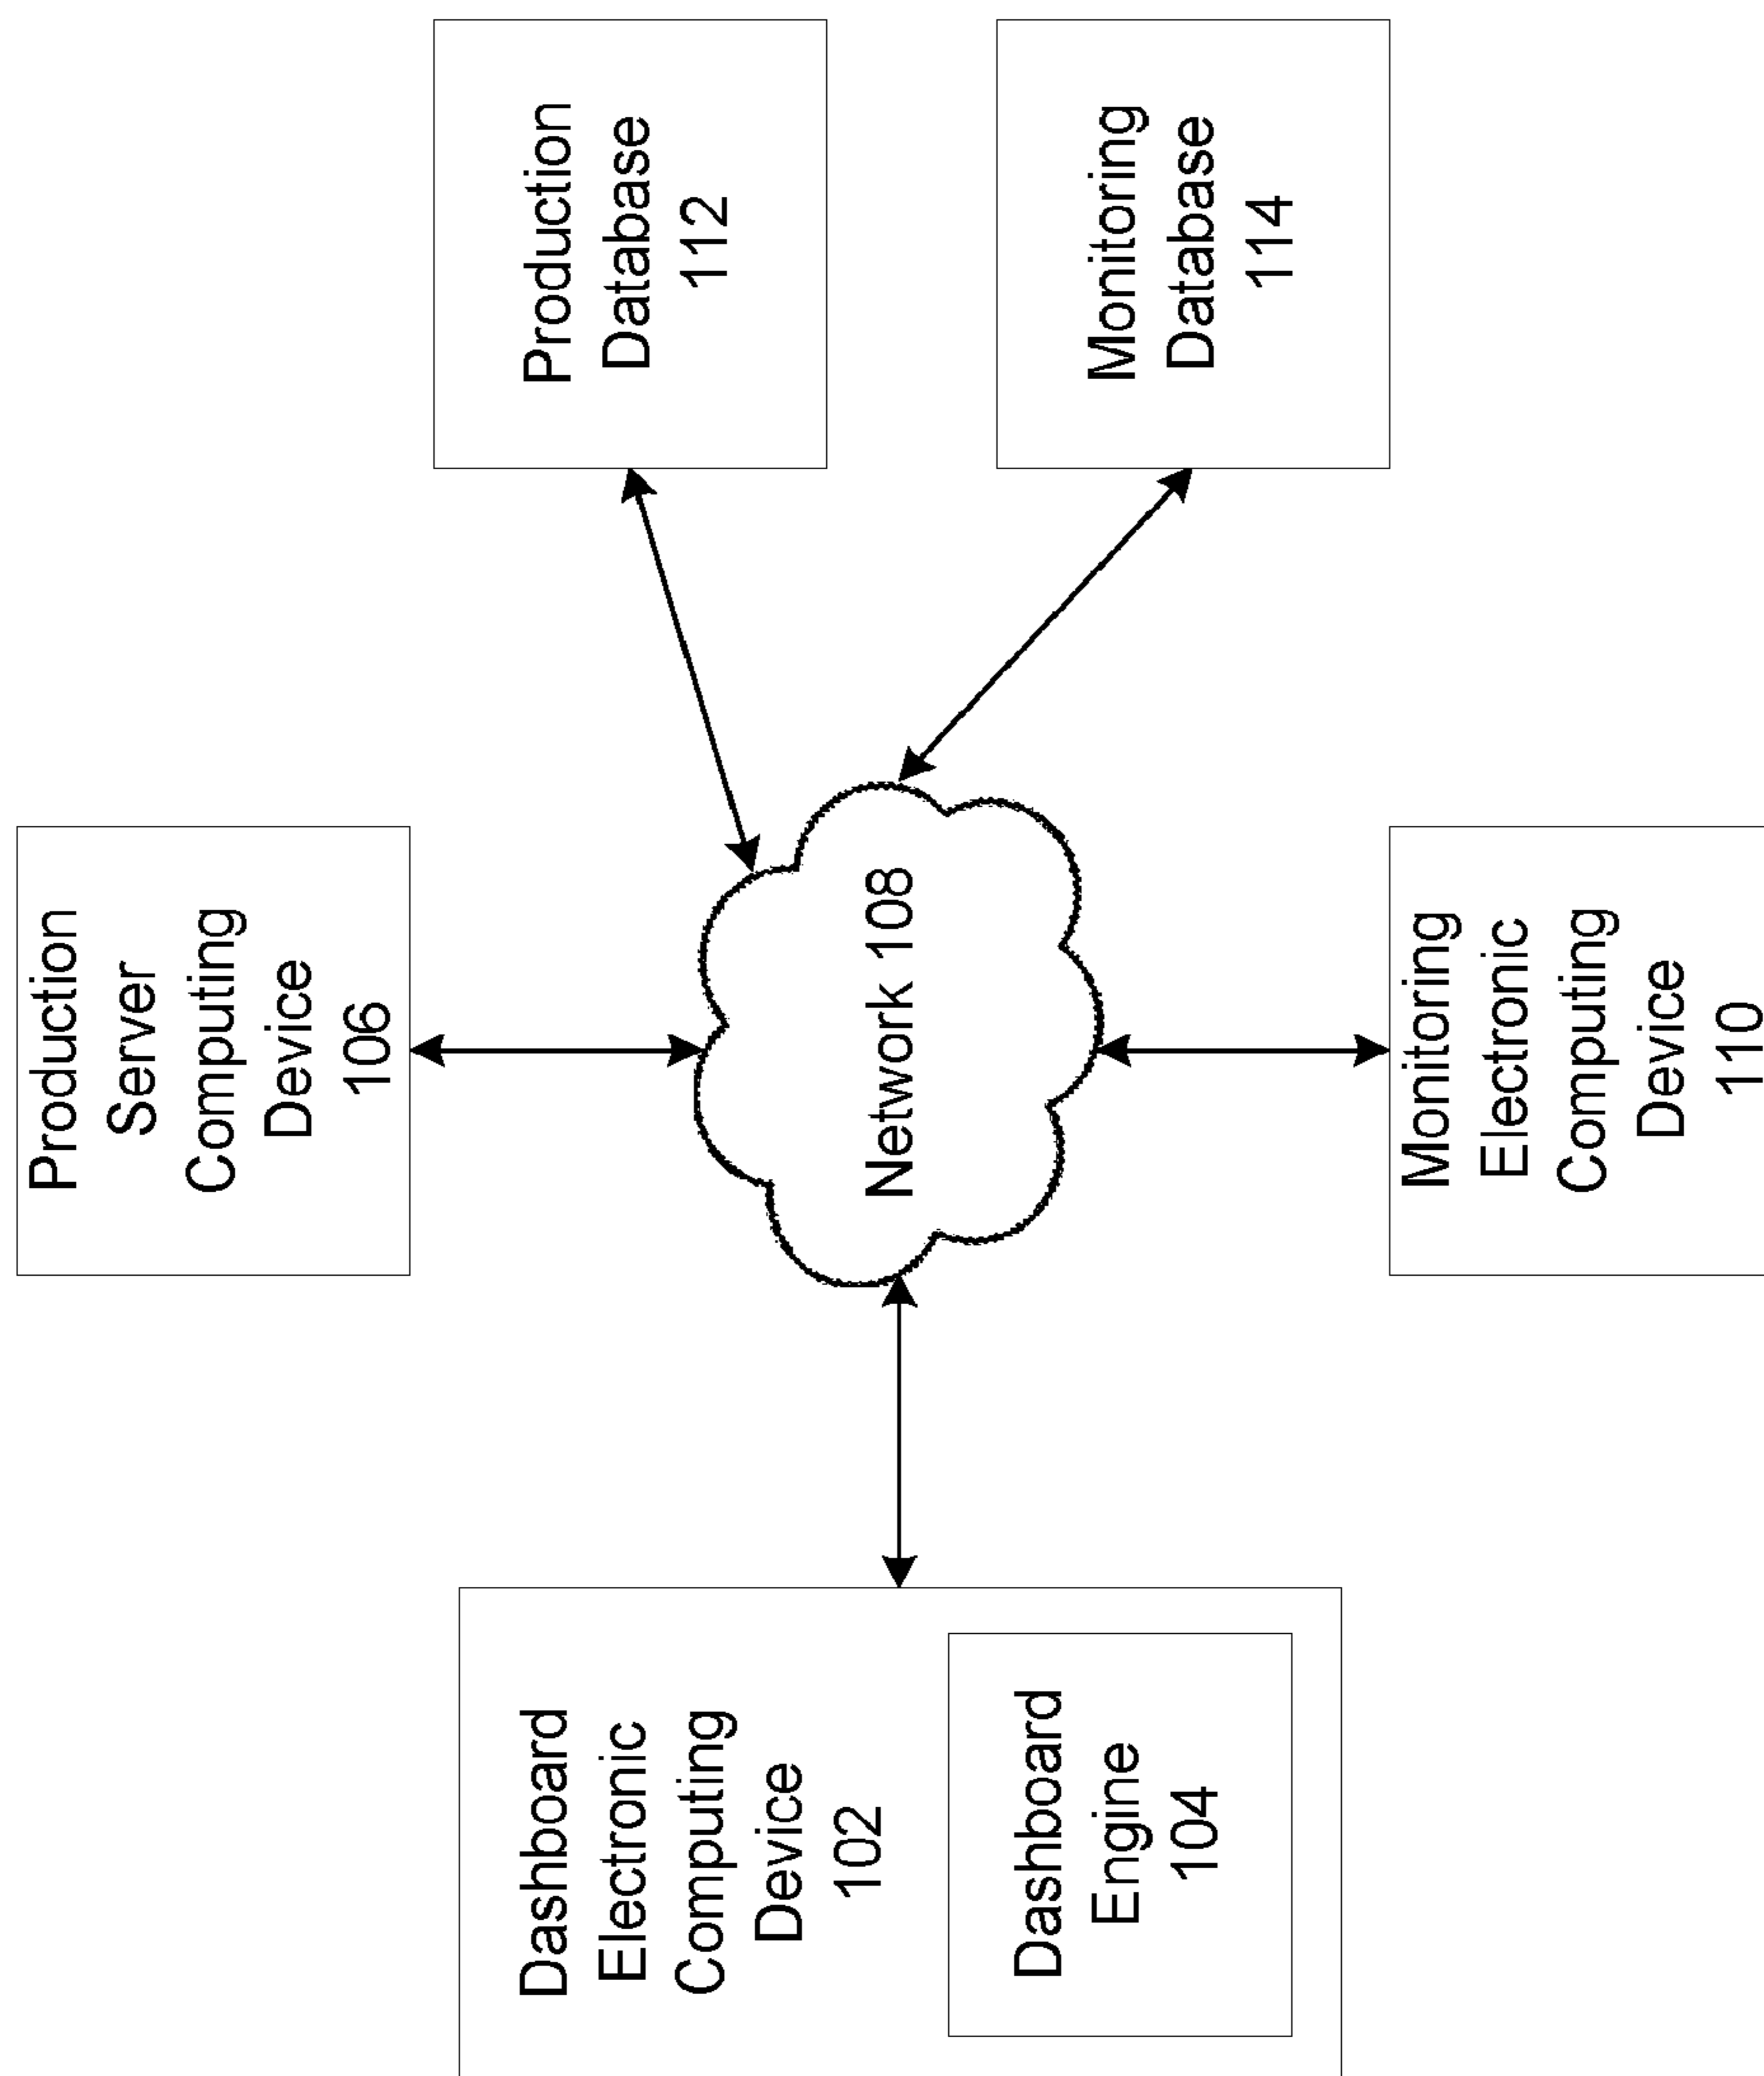 Production
Server
Computing
Device
106
Production
Database
112
Dashboard
Electronic
Computing
Device
102
Dashboard
Engine
104
Network 108
Monitoring
Database
114
Monitoring
Electronic
Computing
Device
110